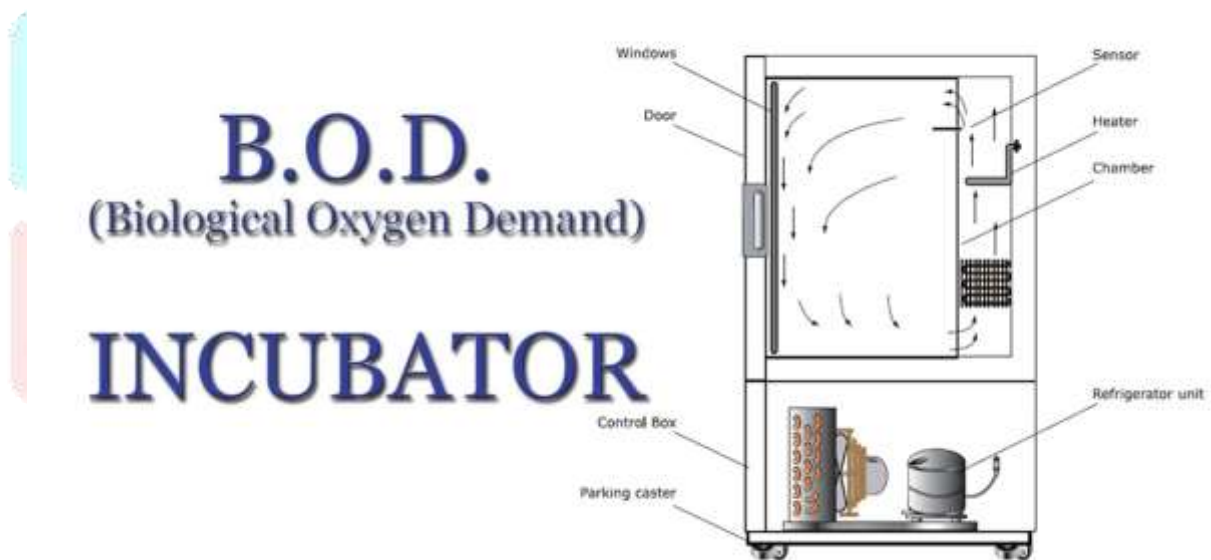 B.O.D.
(Biological Oxygen Demand)
INCUBATOR
Windows
Door
Control Box
Parking caster
Sensor
Heater
Chamber
Refrigerator unit